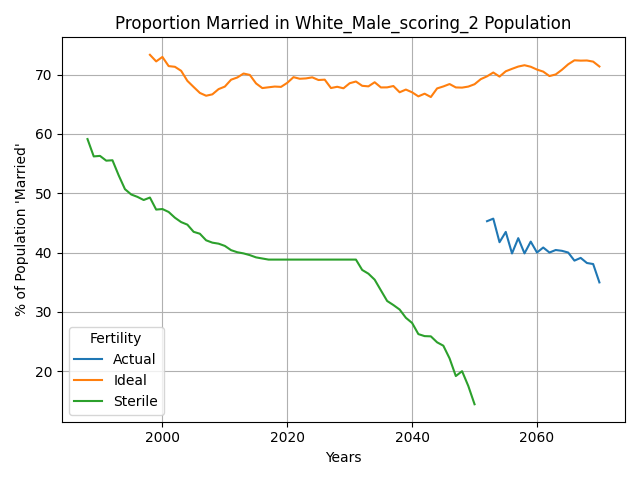 Proportion Married in White_Male_scoring_2 Population
% of Population 'Married'
70
60
50
40
30
20
Fertility
Actual
Ideal
Sterile
2000 2020 2040 2060
Years